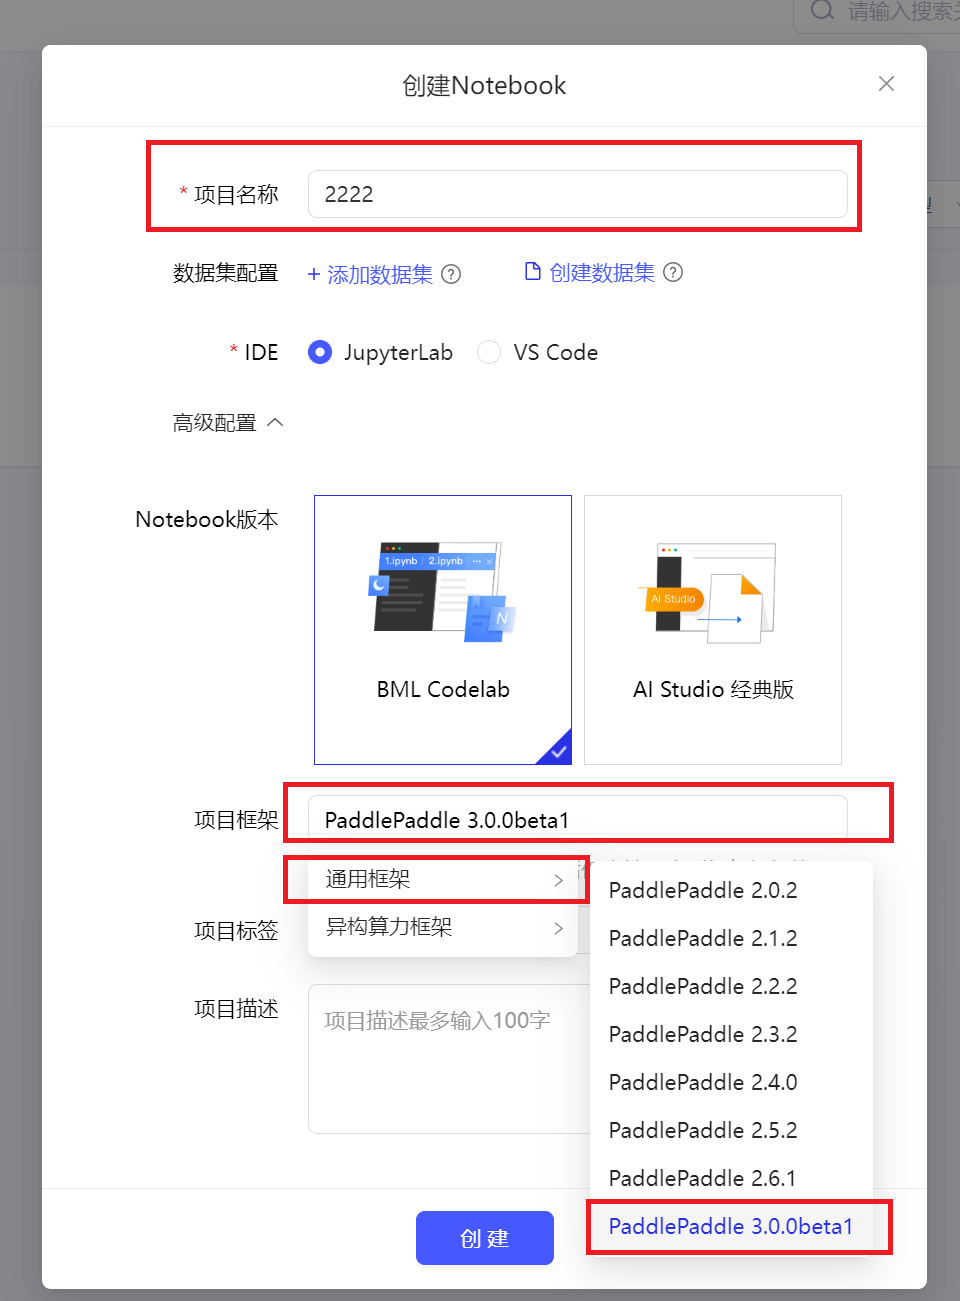 请输入搜索
创建Notebook
* 项目名称
2222
数据集配置
+ 添加数据集 ?
创建数据集 ?
* IDE
JupyterLab
VS Code
高级配置
Notebook版本
1.ipynb 2.ipynb ··· ×
N
BML Codelab
AI Studio
AI Studio 经典版
项目框架
PaddlePaddle 3.0.0beta1
通用框架 >
异构算力框架 >
PaddlePaddle 2.0.2
PaddlePaddle 2.1.2
PaddlePaddle 2.2.2
PaddlePaddle 2.3.2
PaddlePaddle 2.4.0
PaddlePaddle 2.5.2
PaddlePaddle 2.6.1
PaddlePaddle 3.0.0beta1
项目标签
项目描述
项目描述最多输入100字
创 建